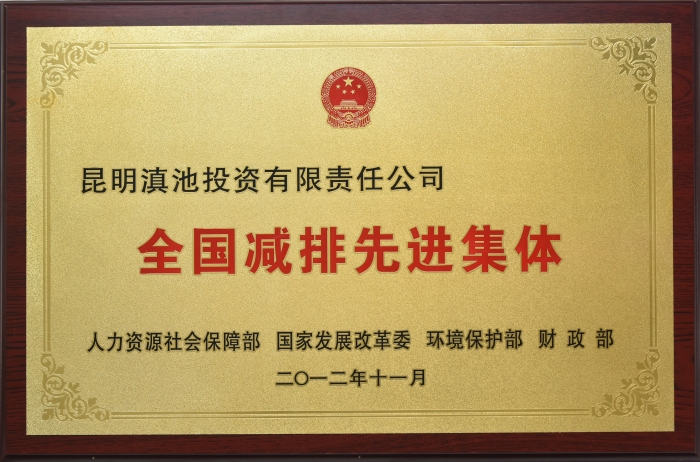 昆明滇池投资有限责任公司
全国减排先进集体
人力资源社会保障部 国家发展改革委 环境保护部 财政部
二〇一二年十一月